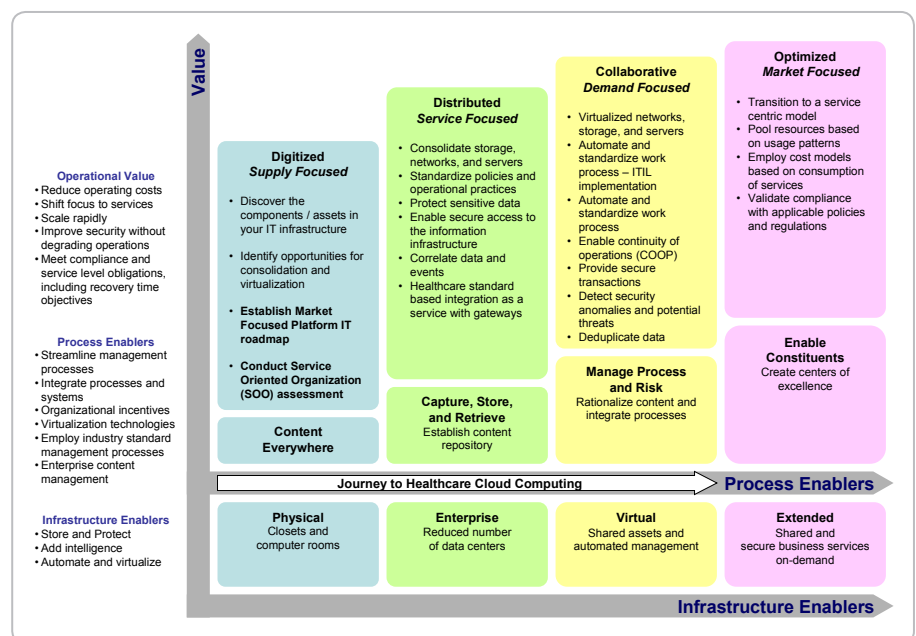 Value
Operational Value
• Reduce operating costs
• Shift focus to services
• Scale rapidly
• Improve security without
degrading operations
• Meet compliance and
service level obligations,
including recovery time
objectives
Process Enablers
• Streamline management
processes
• Integrate processes and
systems
• Organizational incentives
• Virtualization technologies
• Employ industry standard
management processes
• Enterprise content
management
Infrastructure Enablers
• Store and Protect
• Add intelligence
• Automate and virtualize
Digitized
Supply Focused
• Discover the
components / assets in
your IT infrastructure
• Identify opportunities for
consolidation and
virtualization
• Establish Market
Focused Platform IT
roadmap
• Conduct Service
Oriented Organization
(SOO) assessment
Content
Everywhere
Distributed
Service Focused
• Consolidate storage,
networks, and servers
• Standardize policies and
operational practices
• Protect sensitive data
• Enable secure access to
the information
infrastructure
• Correlate data and
events
• Healthcare standard
based integration as a
service with gateways
Capture, Store,
and Retrieve
Establish content
repository
Collaborative
Demand Focused
• Virtualized networks,
storage, and servers
• Automate and
standardize work
process – ITIL
implementation
• Automate and
standardize work
process
• Enable continuity of
operations (COOP)
• Provide secure
transactions
• Detect security
anomalies and potential
threats
• Deduplicate data
Manage Process
and Risk
Rationalize content and
integrate processes
Optimized
Market Focused
• Transition to a service
centric model
• Pool resources based
on usage patterns
• Employ cost models
based on consumption
of services
• Validate compliance
with applicable policies
and regulations
Enable
Constituents
Create centers of
excellence
Journey to Healthcare Cloud Computing
Process Enablers
Physical
Closets and
computer rooms
Enterprise
Reduced number
of data centers
Virtual
Shared assets and
automated management
Extended
Shared and
secure business services
on-demand
Infrastructure Enablers